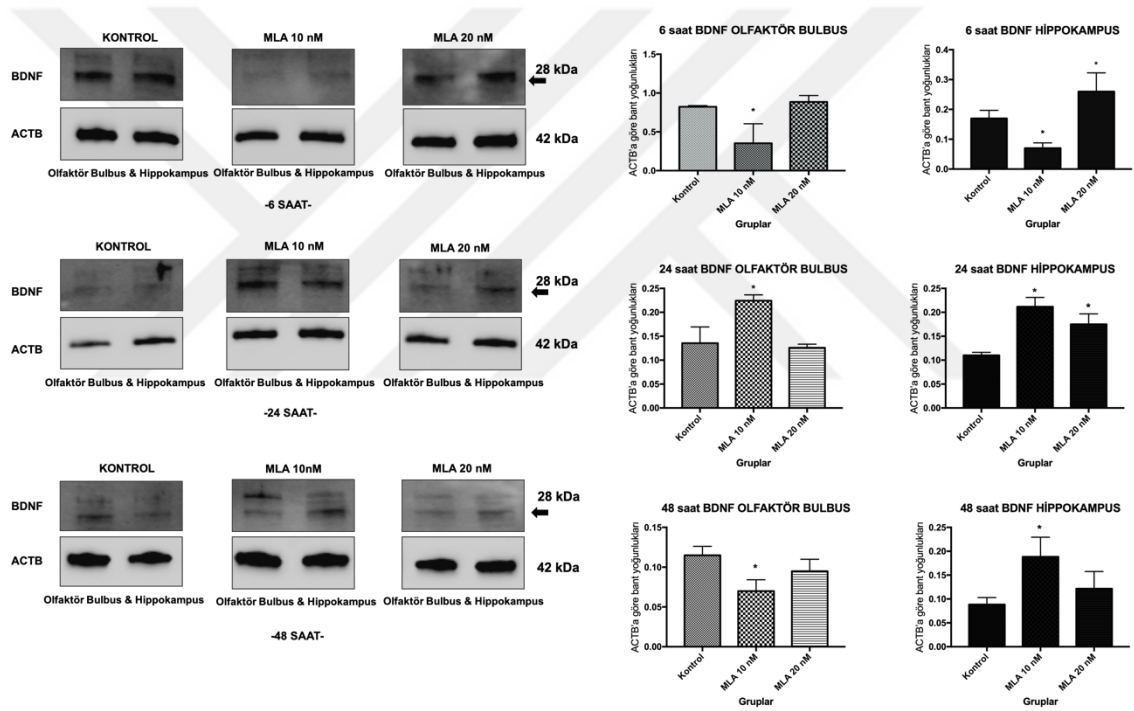 KONTROL MLA 10 nM MLA 20 nM
BDNF 28 kDa
ACTB 42 kDa
Olfaktör Bulbus & Hippokampus Olfaktör Bulbus & Hippokampus Olfaktör Bulbus & Hippokampus
-6 SAAT-
KONTROL MLA 10 nM MLA 20 nM
BDNF 28 kDa
ACTB 42 kDa
Olfaktör Bulbus & Hippokampus Olfaktör Bulbus & Hippokampus Olfaktör Bulbus & Hippokampus
-24 SAAT-
KONTROL MLA 10nM MLA 20 nM
BDNF 28 kDa
ACTB 42 kDa
Olfaktör Bulbus & Hippokampus Olfaktör Bulbus & Hippokampus Olfaktör Bulbus & Hippokampus
-48 SAAT-
6 saat BDNF OLFAKTÖR BULBUS
ACTB'a göre bant yoğunlukları
1.5
1.0
0.5
0.0
*
Kontrol MLA 10 nM MLA 20 nM
Gruplar
6 saat BDNF HİPPOKAMPUS
ACTB'a göre bant yoğunlukları
0.4
0.3
0.2
0.1
0.0
* *
Kontrol MLA 10 nM MLA 20 nM
Gruplar
24 saat BDNF OLFAKTÖR BULBUS
ACTB'a göre bant yoğunlukları
0.25
0.20
0.15
0.10
0.05
0.00
*
Kontrol MLA 10 nM MLA 20 nM
Gruplar
24 saat BDNF HİPPOKAMPUS
ACTB'a göre bant yoğunlukları
0.25
0.20
0.15
0.10
0.05
0.00
* *
Kontrol MLA 10 nM MLA 20 nM
Gruplar
48 saat BDNF OLFAKTÖR BULBUS
ACTB'a göre bant yoğunlukları
0.15
0.10
0.05
0.00
*
Kontrol MLA 10 nM MLA 20 nM
Gruplar
48 saat BDNF HİPPOKAMPUS
ACTB'a göre bant yoğunlukları
0.25
0.20
0.15
0.10
0.05
0.00
*
Kontrol MLA 10 nM MLA 20 nM
Gruplar